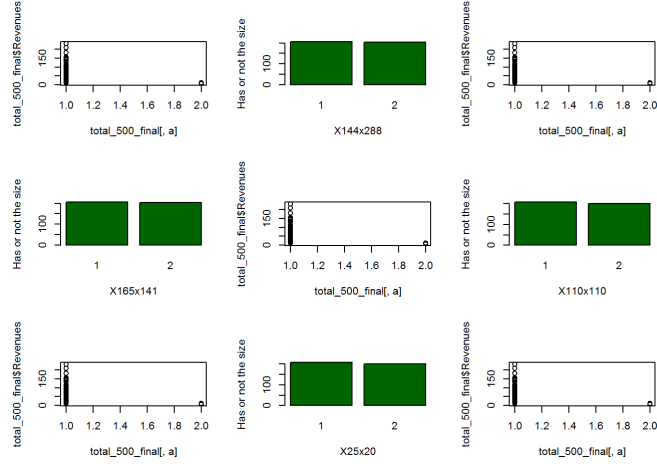 total_500_final$Revenues
0 150
1.0 1.2 1.4 1.6 1.8 2.0
total_500_final[, a]
Has or not the size
0 100
1 2
X144x288
total_500_final$Revenues
0 150
1.0 1.2 1.4 1.6 1.8 2.0
total_500_final[, a]
Has or not the size
0 100
1 2
X165x141
total_500_final$Revenues
0 150
1.0 1.2 1.4 1.6 1.8 2.0
total_500_final[, a]
Has or not the size
0 100
1 2
X110x110
total_500_final$Revenues
0 150
1.0 1.2 1.4 1.6 1.8 2.0
total_500_final[, a]
Has or not the size
0 100
1 2
X25x20
total_500_final$Revenues
0 150
1.0 1.2 1.4 1.6 1.8 2.0
total_500_final[, a]